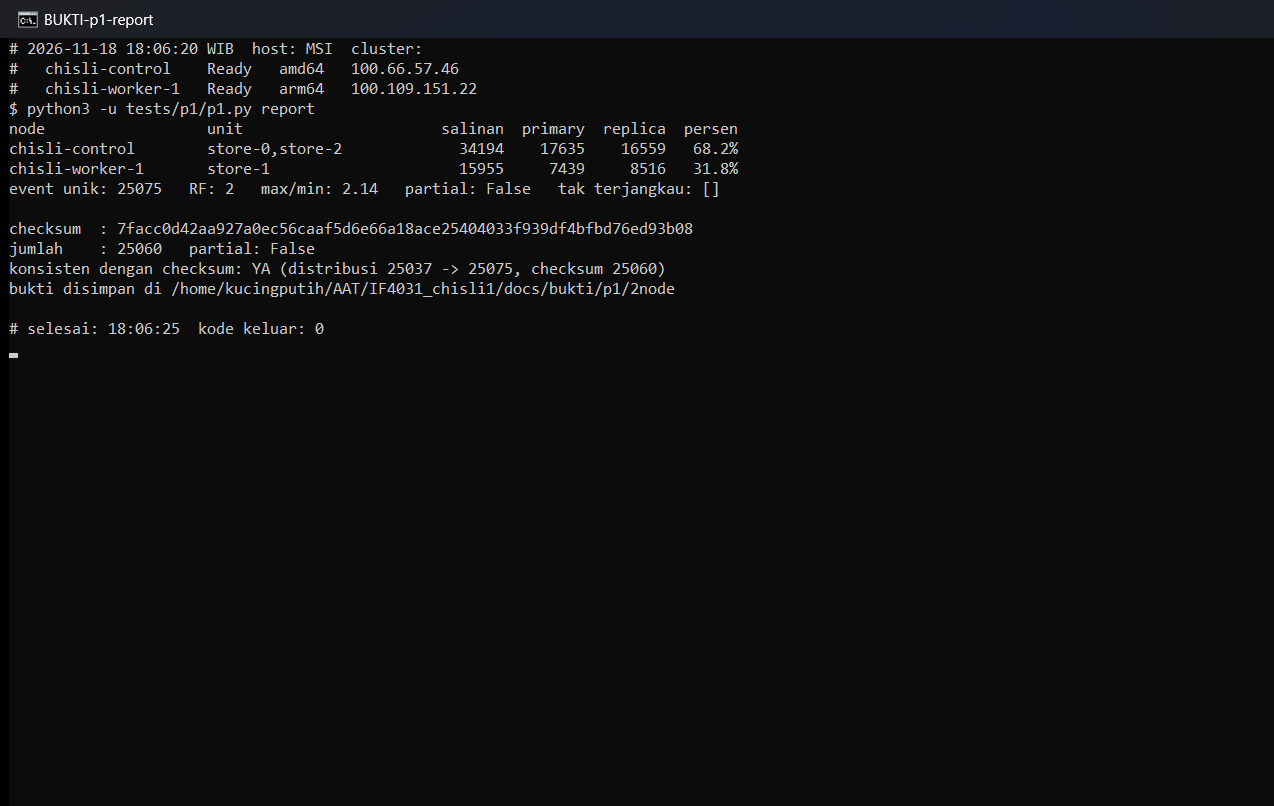 BUKTI-p1-report
# 2026-11-18 18:06:20 WIB  host: MSI  cluster:
#   chisli-control    Ready   amd64   100.66.57.46
#   chisli-worker-1   Ready   arm64   100.109.151.22
$ python3 -u tests/p1/p1.py report
node                  unit                      salinan  primary  replica  persen
chisli-control        store-0,store-2             34194    17635    16559   68.2%
chisli-worker-1       store-1                     15955     7439     8516   31.8%
event unik: 25075   RF: 2   max/min: 2.14   partial: False   tak terjangkau: []
checksum  : 7facc0d42aa927a0ec56caaf5d6e66a18ace25404033f939df4bfbd76ed93b08
jumlah    : 25060   partial: False
konsisten dengan checksum: YA (distribusi 25037 -> 25075, checksum 25060)
bukti disimpan di /home/kucingputih/AAT/IF4031_chisli1/docs/bukti/p1/2node
# selesai: 18:06:25  kode keluar: 0